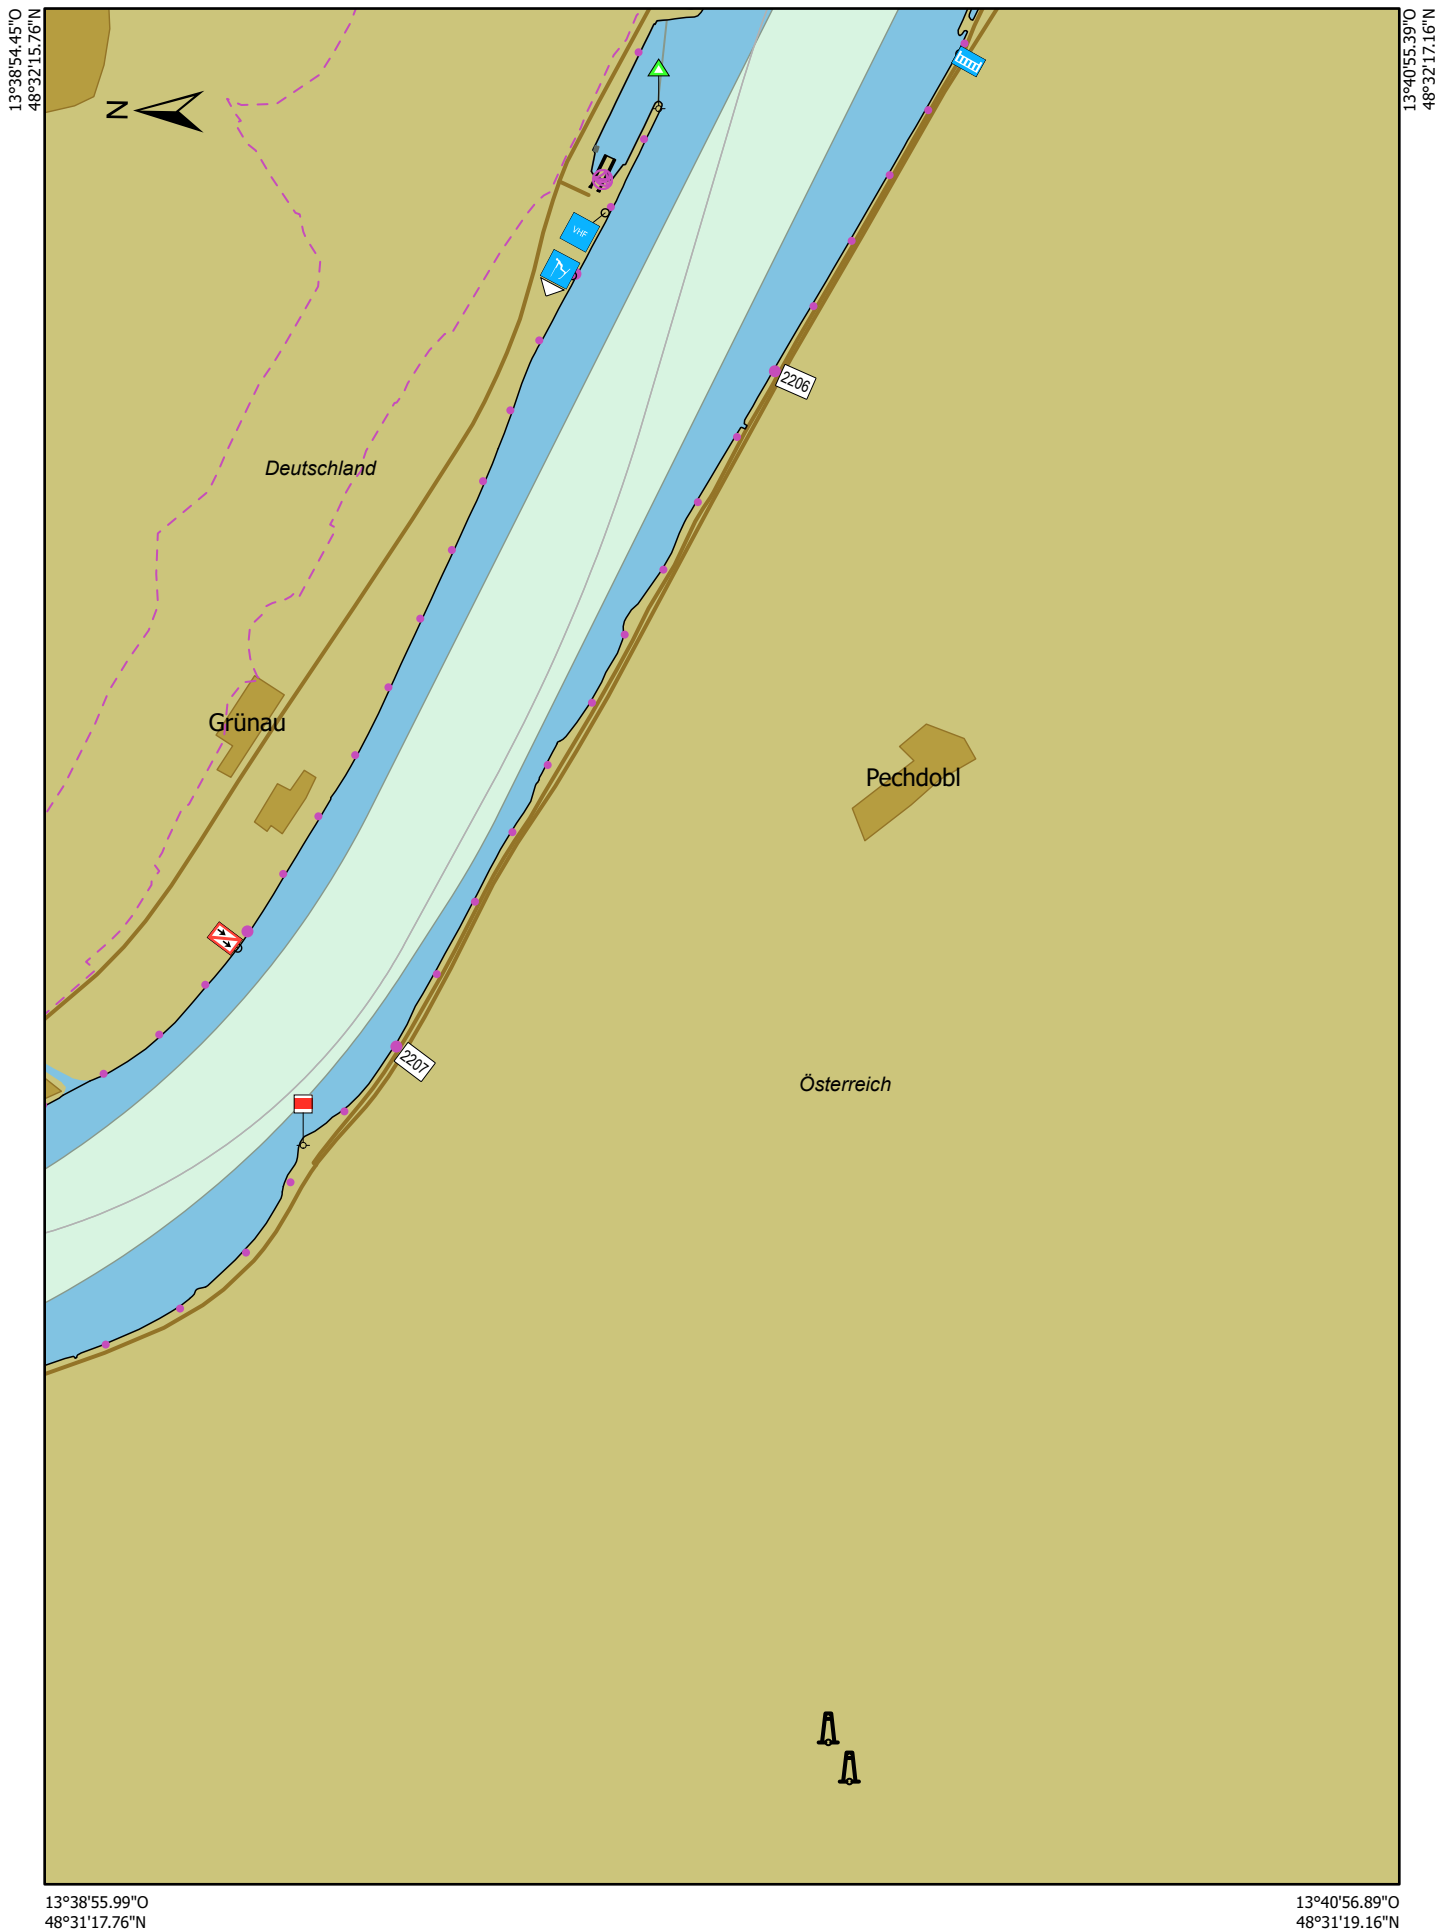 13°38'54.45"O
48°32'15.76"N
13°40'55.39"O
48°32'17.16"N
N
VHF
2206
Deutschland
Grünau
Pechdobl
2207
Österreich
13°38'55.99"O
48°31'17.76"N
13°40'56.89"O
48°31'19.16"N